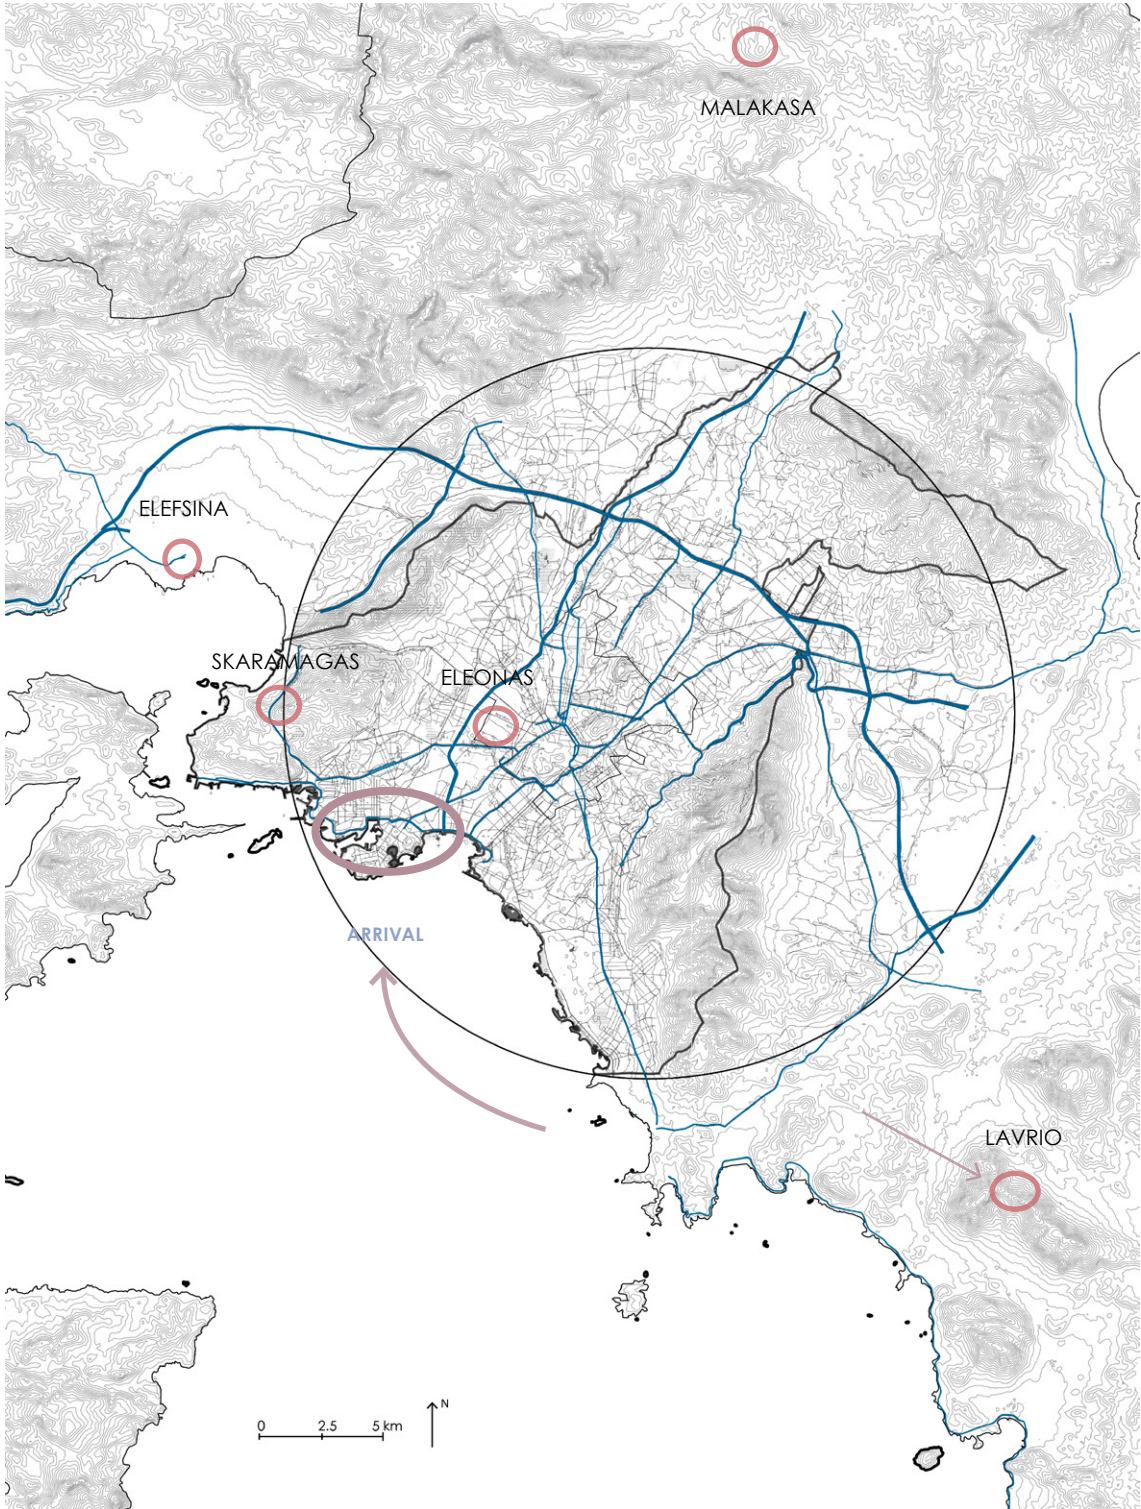 MALAKASA
ELEFSINA
SKARAMAGAS
ELEONAS
ARRIVAL
LAVRIO
0 2.5 5 km
N